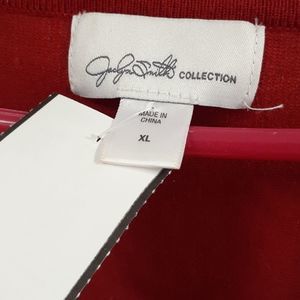 Jaclyn Smith COLLECTION
MADE IN
CHINA
XL